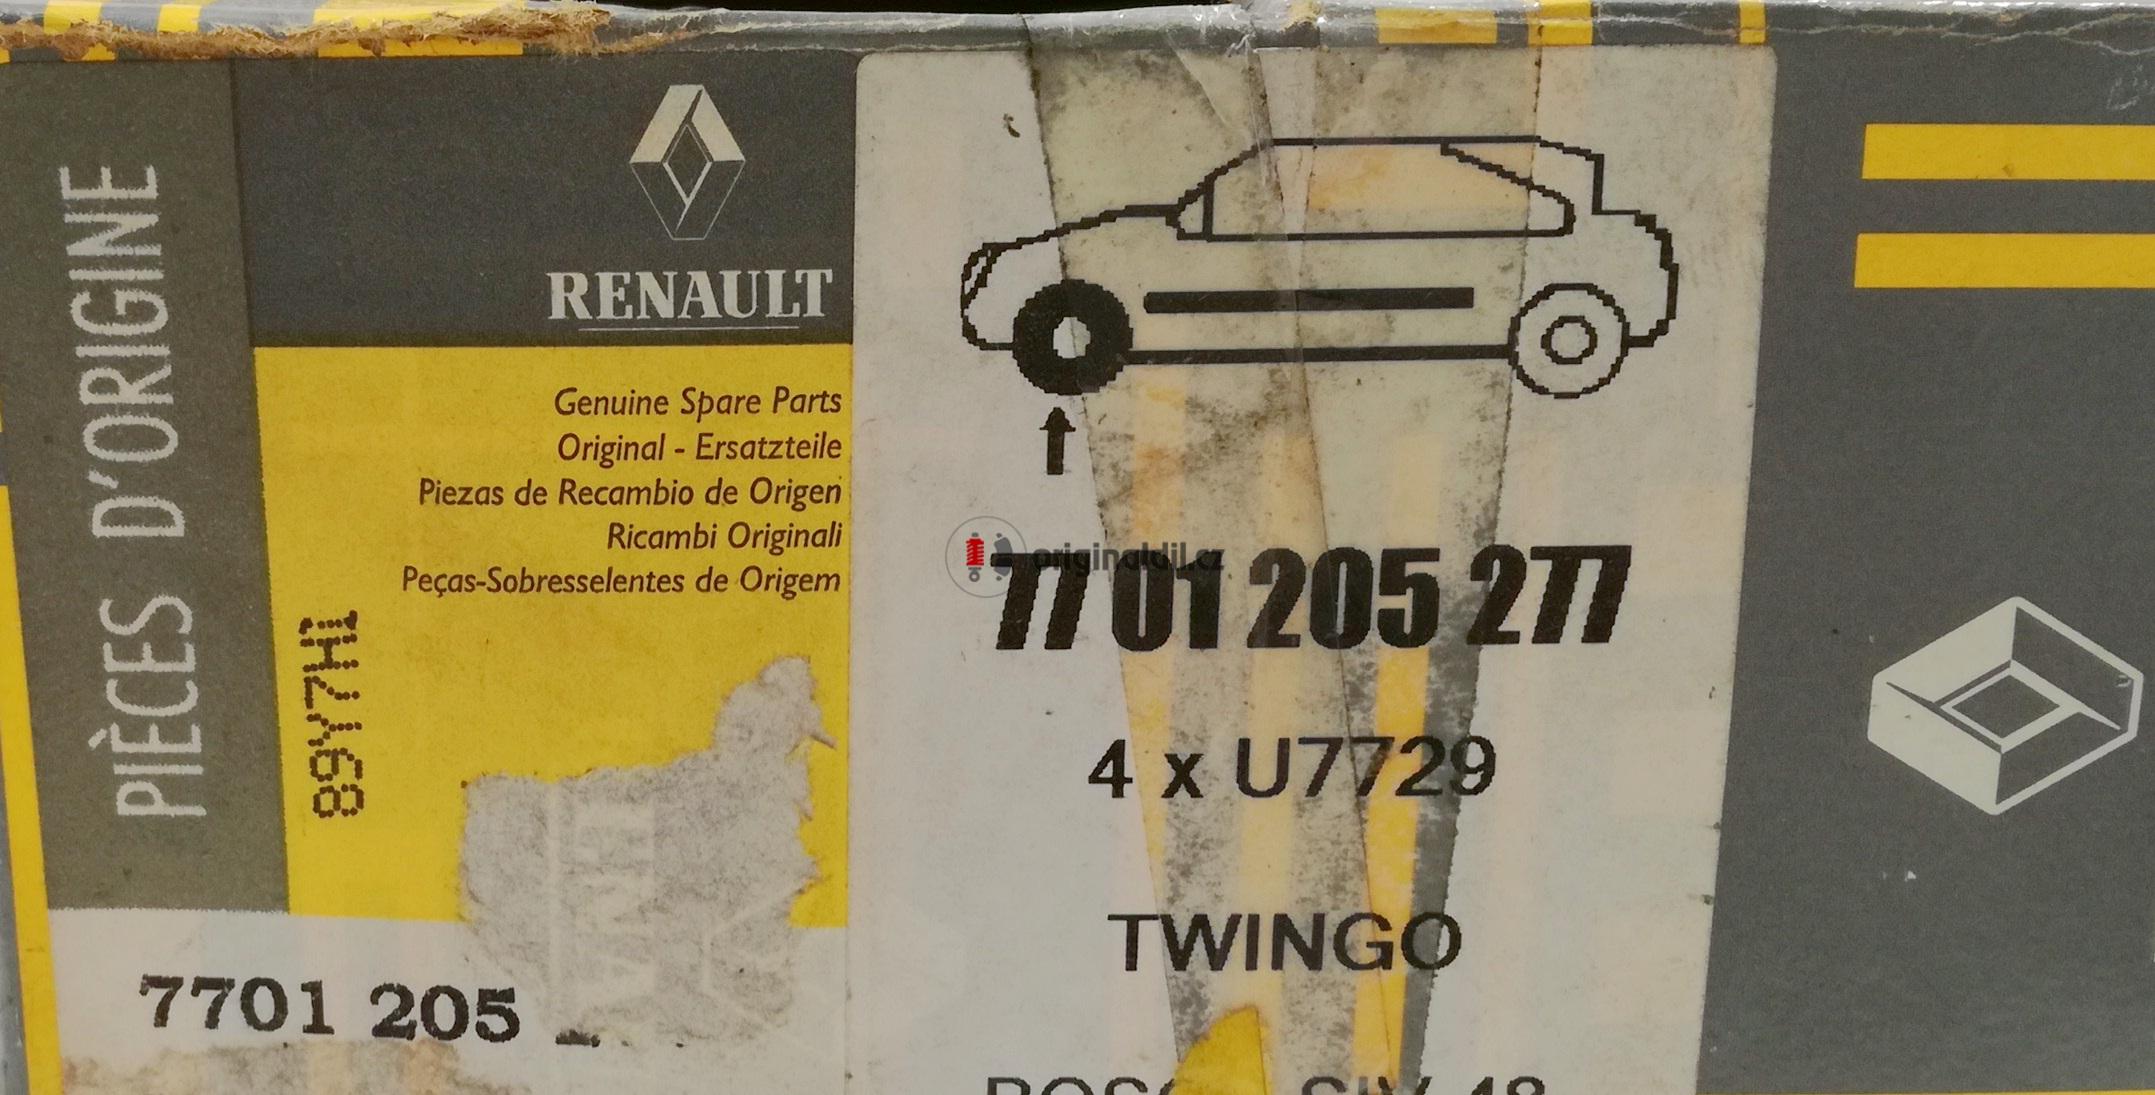 PIÈCES D'ORIGINE
RENAULT
Genuine Spare Parts
Original - Ersatzteile
Piezas de Recambio de Origen
Ricambi Originali
Peças-Sobresselentes de Origem
89Y7H1
7701 205
originaldil.cz
77 01 205 277
4 x U7729
TWINGO